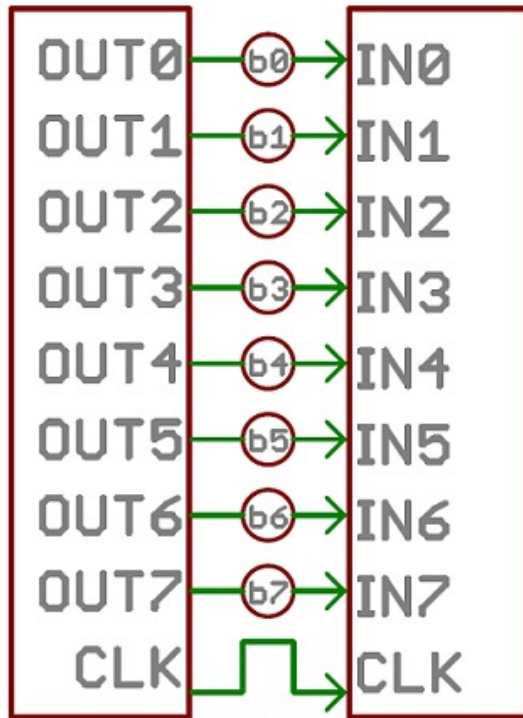 OUT0 b0 IN0
OUT1 b1 IN1
OUT2 b2 IN2
OUT3 b3 IN3
OUT4 b4 IN4
OUT5 b5 IN5
OUT6 b6 IN6
OUT7 b7 IN7
CLK CLK